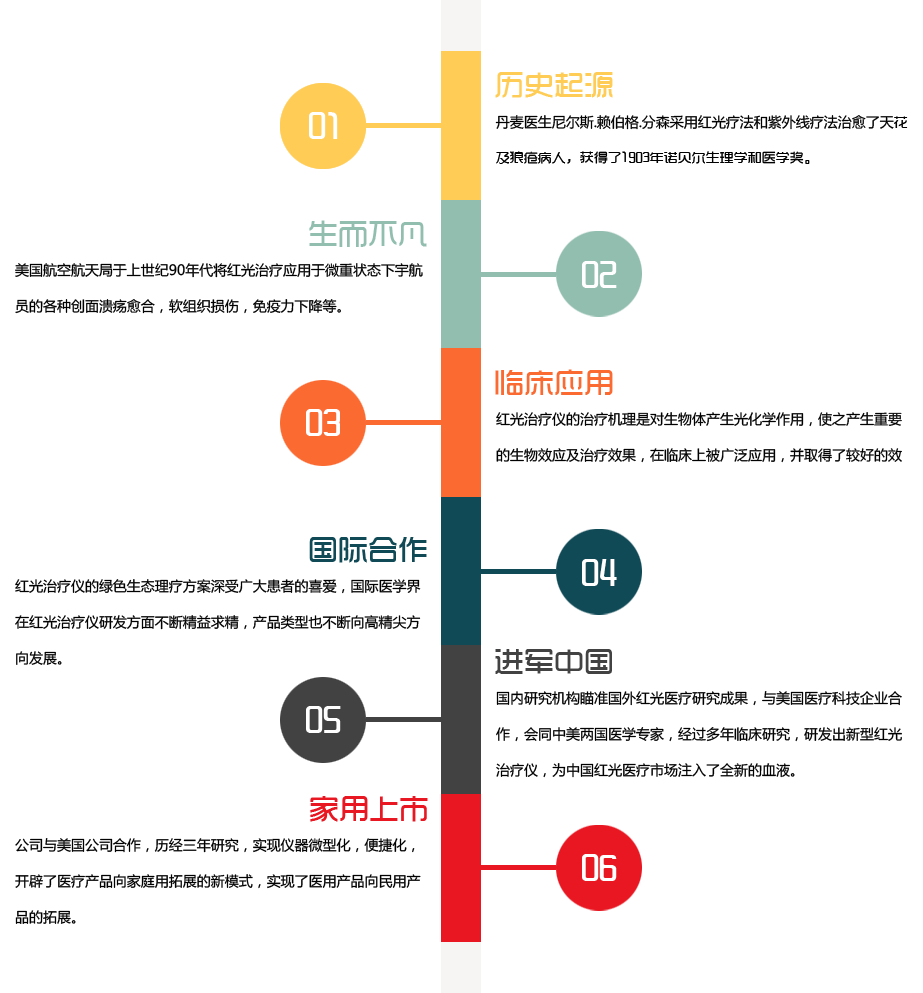 01
历史起源
丹麦医生尼尔斯.赖伯格.分森采用红光疗法和紫外线疗法治愈了天花
及狼疮病人，获得了1903年诺贝尔生理学和医学奖。
生而不凡
美国航空航天局于上世纪90年代将红光治疗应用于微重状态下宇航
员的各种创面溃疡愈合，软组织损伤，免疫力下降等。
02
03
临床应用
红光治疗仪的治疗机理是对生物体产生光化学作用，使之产生重要
的生物效应及治疗效果，在临床上被广泛应用，并取得了较好的效
国际合作
红光治疗仪的绿色生态理疗方案深受广大患者的喜爱，国际医学界
在红光治疗仪研发方面不断精益求精，产品类型也不断向高精尖方
向发展。
04
05
进军中国
国内研究机构瞄准国外红光医疗研究成果，与美国医疗科技企业合
作，会同中美两国医学专家，经过多年临床研究，研发出新型红光
治疗仪，为中国红光医疗市场注入了全新的血液。
家用上市
公司与美国公司合作，历经三年研究，实现仪器微型化，便捷化，
开辟了医疗产品向家庭用拓展的新模式，实现了医用产品向民用产
品的拓展。
06